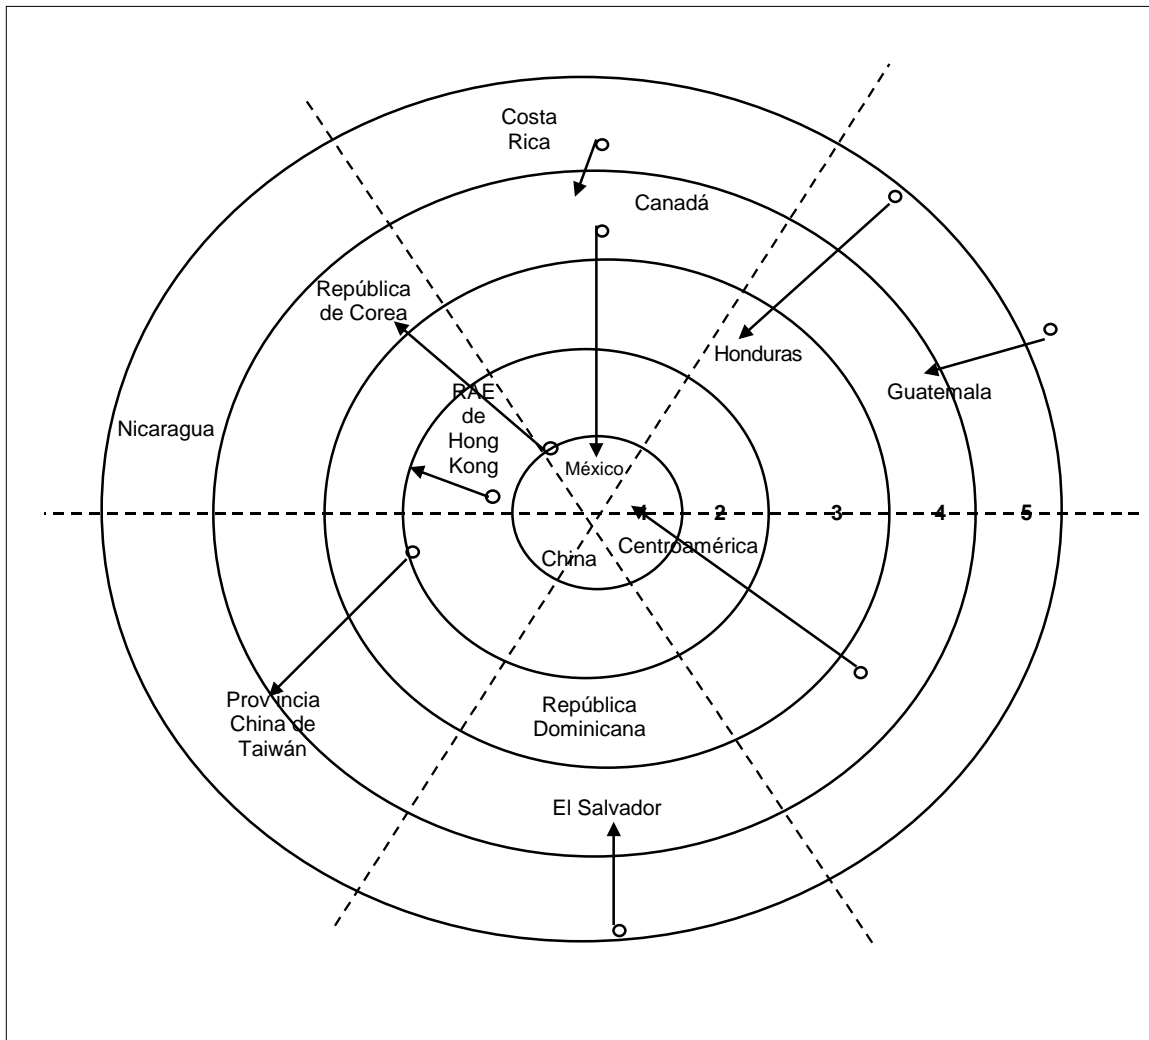 Costa
Rica
Canadá
República
de Corea
Honduras
RAE
de
Hong
Kong
Guatemala
Nicaragua
México
1 2 3 4 5
China
Centroamérica
Provincia
China de
Taiwán
República
Dominicana
El Salvador